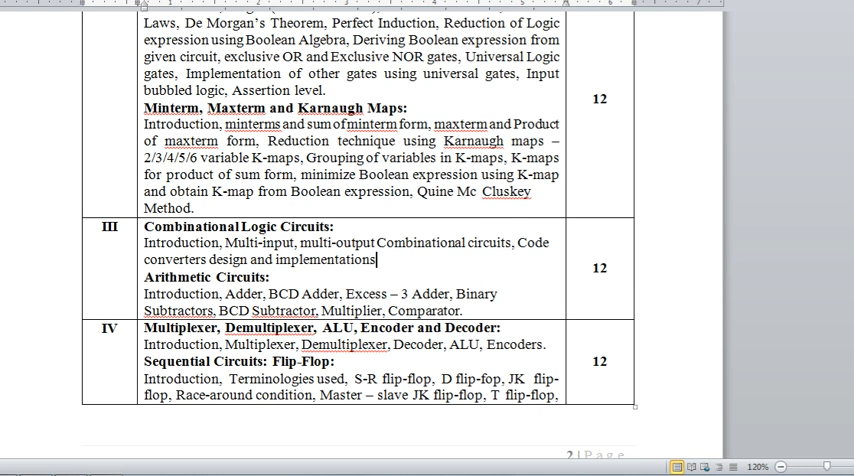 1 2 3 4 5 6 7
Laws, De Morgan's Theorem, Perfect Induction, Reduction of Logic
expression using Boolean Algebra, Deriving Boolean expression from
given circuit, exclusive OR and Exclusive NOR gates, Universal Logic
gates, Implementation of other gates using universal gates, Input
bubbled logic, Assertion level.
12
Minterm, Maxterm and Karnaugh Maps:
Introduction, minterms and sum of minterm form, maxterm and Product
of maxterm form, Reduction technique using Karnaugh maps –
2/3/4/5/6 variable K-maps, Grouping of variables in K-maps, K-maps
for product of sum form, minimize Boolean expression using K-map
and obtain K-map from Boolean expression, Quine Mc Cluskey
Method.
III
Combinational Logic Circuits:
Introduction, Multi-input, multi-output Combinational circuits, Code
converters design and implementations
12
Arithmetic Circuits:
Introduction, Adder, BCD Adder, Excess – 3 Adder, Binary
Subtractors, BCD Subtractor, Multiplier, Comparator.
IV
Multiplexer, Demultiplexer, ALU, Encoder and Decoder:
Introduction, Multiplexer, Demultiplexer, Decoder, ALU, Encoders.
12
Sequential Circuits: Flip-Flop:
Introduction, Terminologies used, S-R flip-flop, D flip-fop, JK flip-
flop, Race-around condition, Master – slave JK flip-flop, T flip-flop,
2 | Page
120%